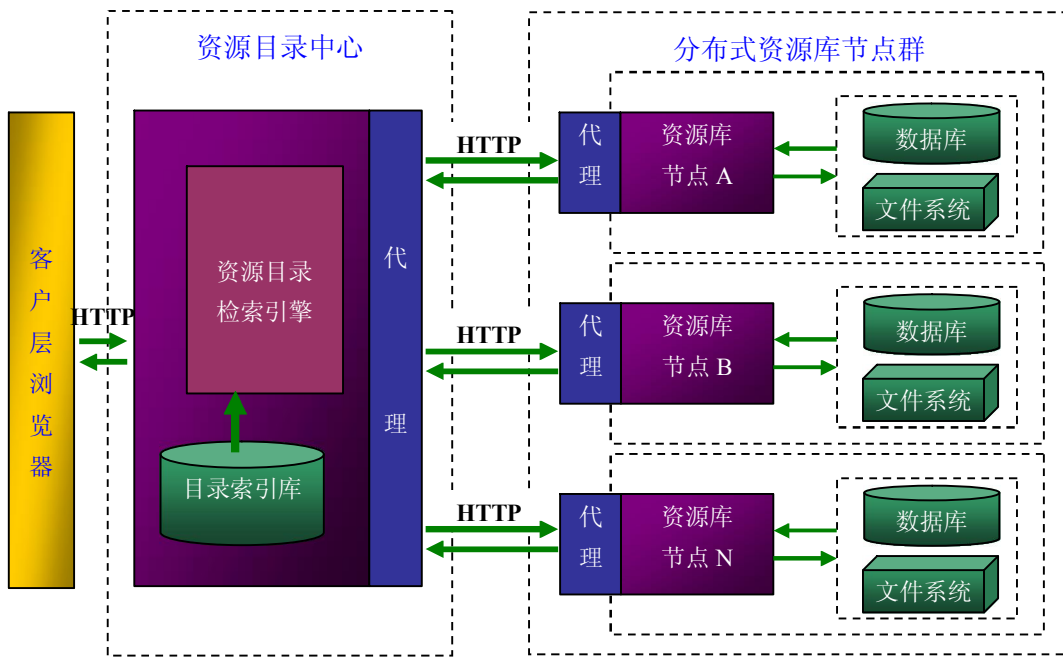 资源目录中心
分布式资源库节点群
客户层浏览器
HTTP
资源目录
检索引擎
目录索引库
代理
HTTP
代理
资源库
节点 A
数据库
文件系统
HTTP
代理
资源库
节点 B
数据库
文件系统
HTTP
代理
资源库
节点 N
数据库
文件系统